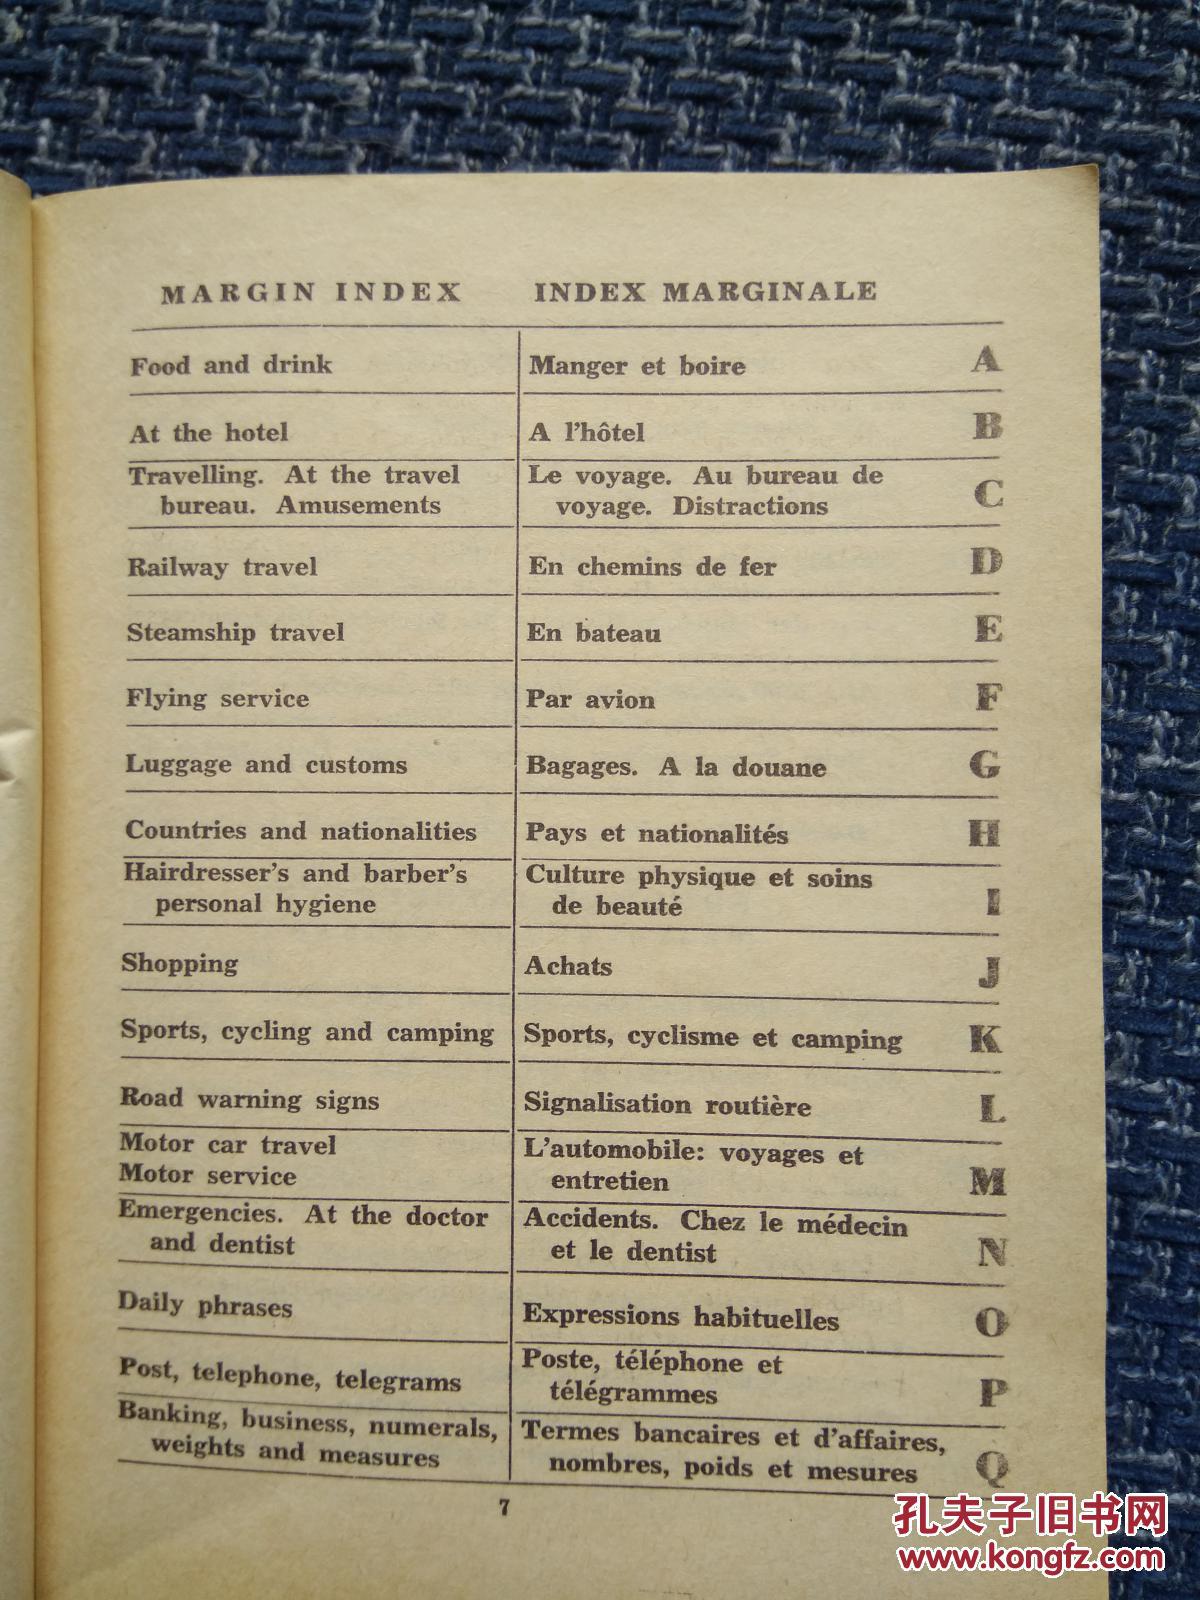 MARGIN INDEX INDEX MARGINALE
Food and drink Manger et boire A
At the hotel A l'hôtel B
Travelling. At the travel Le voyage. Au bureau de
bureau. Amusements voyage. Distractions C
Railway travel En chemins de fer D
Steamship travel En bateau E
Flying service Par avion F
Luggage and customs Bagages. A la douane G
Countries and nationalities Pays et nationalités H
Hairdresser's and barber's Culture physique et soins
personal hygiene de beauté I
Shopping Achats J
Sports, cycling and camping Sports, cyclisme et camping K
Road warning signs Signalisation routière L
Motor car travel L'automobile: voyages et
Motor service entretien M
Emergencies. At the doctor Accidents. Chez le médecin
and dentist et le dentist N
Daily phrases Expressions habituelles O
Post, telephone, telegrams Poste, téléphone et
télégrammes P
Banking, business, numerals, Termes bancaires et d'affaires,
weights and measures nombres, poids et mesures Q
7
孔夫子旧书网
www.kongfz.com